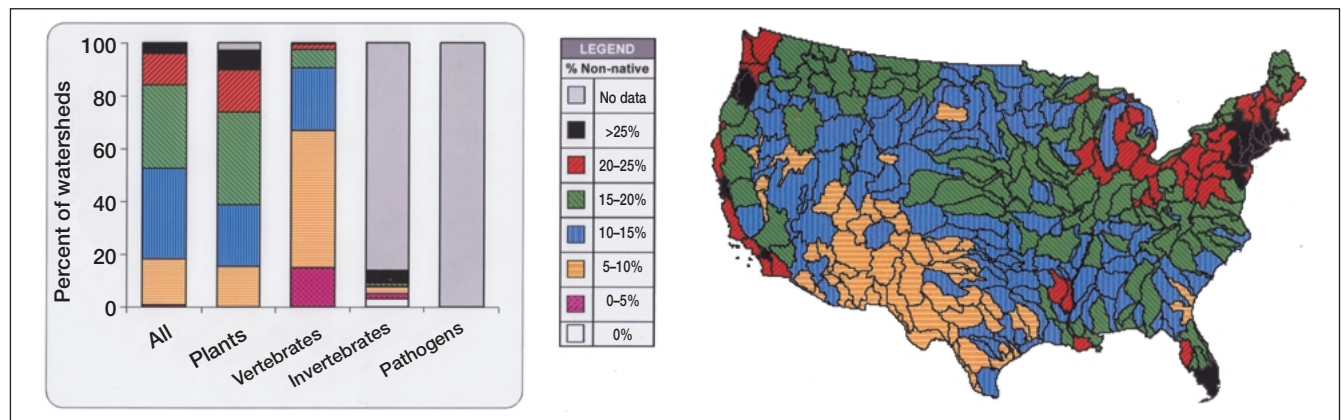 Percent of watersheds
100
80
60
40
20
0
All
Plants
Vertebrates
Invertebrates
Pathogens
LEGEND
% Non-native
No data
>25%
20–25%
15–20%
10–15%
5–10%
0–5%
0%